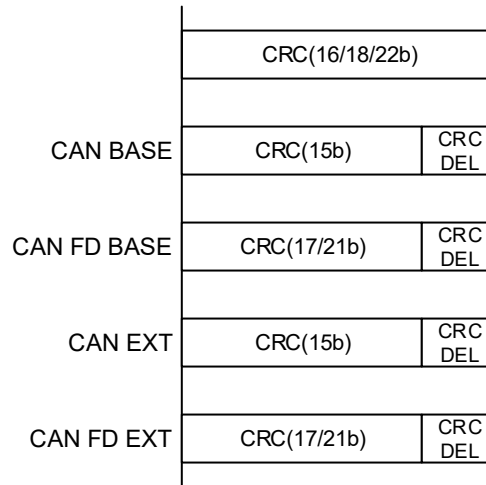 CRC(16/18/22b)
CAN BASE
CRC(15b)
CRC
DEL
CAN FD BASE
CRC(17/21b)
CRC
DEL
CAN EXT
CRC(15b)
CRC
DEL
CAN FD EXT
CRC(17/21b)
CRC
DEL